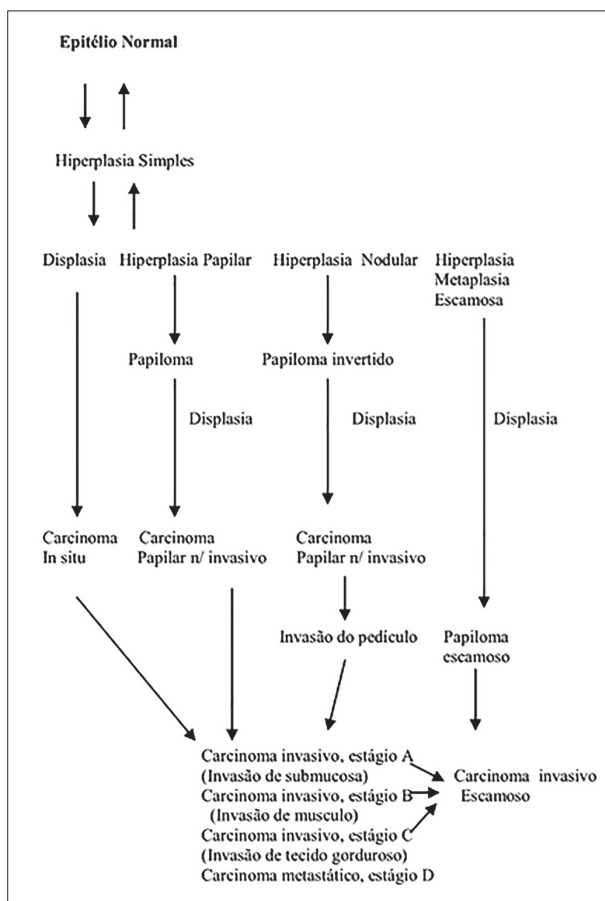 Epitélio Normal
Hiperplasia Simples
Displasia Hiperplasia Papilar Hiperplasia Nodular Hiperplasia
Metaplasia
Escamosa
Papiloma Papiloma invertido
Displasia Displasia Displasia
Carcinoma Carcinoma Carcinoma
In situ Papilar n/ invasivo Papilar n/ invasivo
Invasão do pedículo Papiloma
escamoso
Carcinoma invasivo, estágio A
(Invasão de submucosa) Carcinoma invasivo
Carcinoma invasivo, estágio B Escamoso
(Invasão de musculo)
Carcinoma invasivo, estágio C
(Invasão de tecido gorduroso)
Carcinoma metastático, estágio D